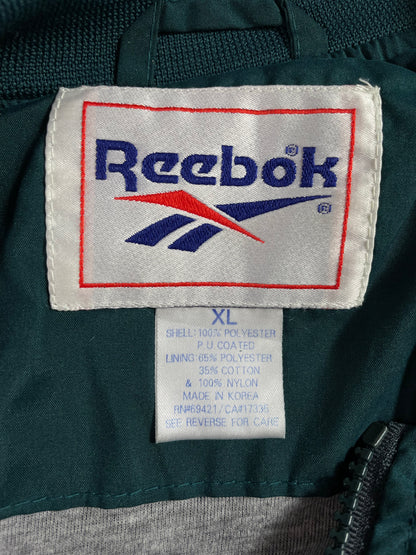 Reebok®
®
XL
SHELL: 100% POLYESTER
P.U. COATED
LINING: 65% POLYESTER
35% COTTON
& 100% NYLON
MADE IN KOREA
RN#69421/CA#17336
SEE REVERSE FOR CARE